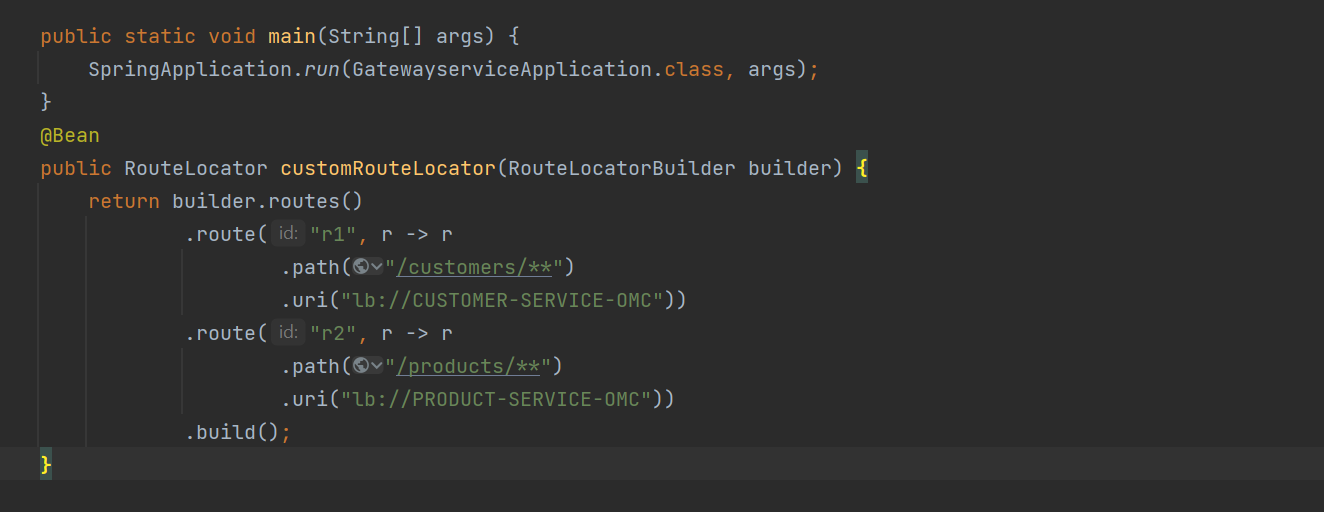 public static void main(String[] args) {
SpringApplication.run(GatewayserviceApplication.class, args);
}
@Bean
public RouteLocator customRouteLocator(RouteLocatorBuilder builder) {
return builder.routes()
.route( id: "r1", r -> r
.path("/customers/**")
.uri("lb://CUSTOMER-SERVICE-OMC"))
.route( id: "r2", r -> r
.path("/products/**")
.uri("lb://PRODUCT-SERVICE-OMC"))
.build();
}